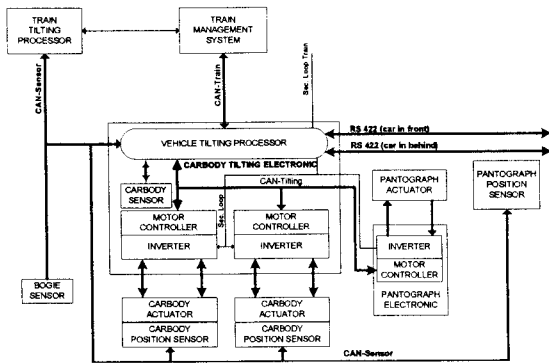 TRAIN
TILTING
PROCESSOR
TRAIN
MANAGEMENT
SYSTEM
CAN-Sensor
CAN-Train
Sec. Loop Train
RS 422 (car in front)
VEHICLE TILTING PROCESSOR
RS 422 (car in behind)
CARBODY TILTING ELECTRONIC
CAN-Tilting
CARBODY
SENSOR
PANTOGRAPH
ACTUATOR
PANTOGRAPH
POSITION
SENSOR
Sec. Loop
MOTOR
CONTROLLER
INVERTER
MOTOR
CONTROLLER
INVERTER
INVERTER
MOTOR
CONTROLLER
PANTOGRAPH
ELECTRONIC
BOGIE
SENSOR
CARBODY
ACTUATOR
CARBODY
POSITION SENSOR
CARBODY
ACTUATOR
CARBODY
POSITION SENSOR
CAN-Sensor